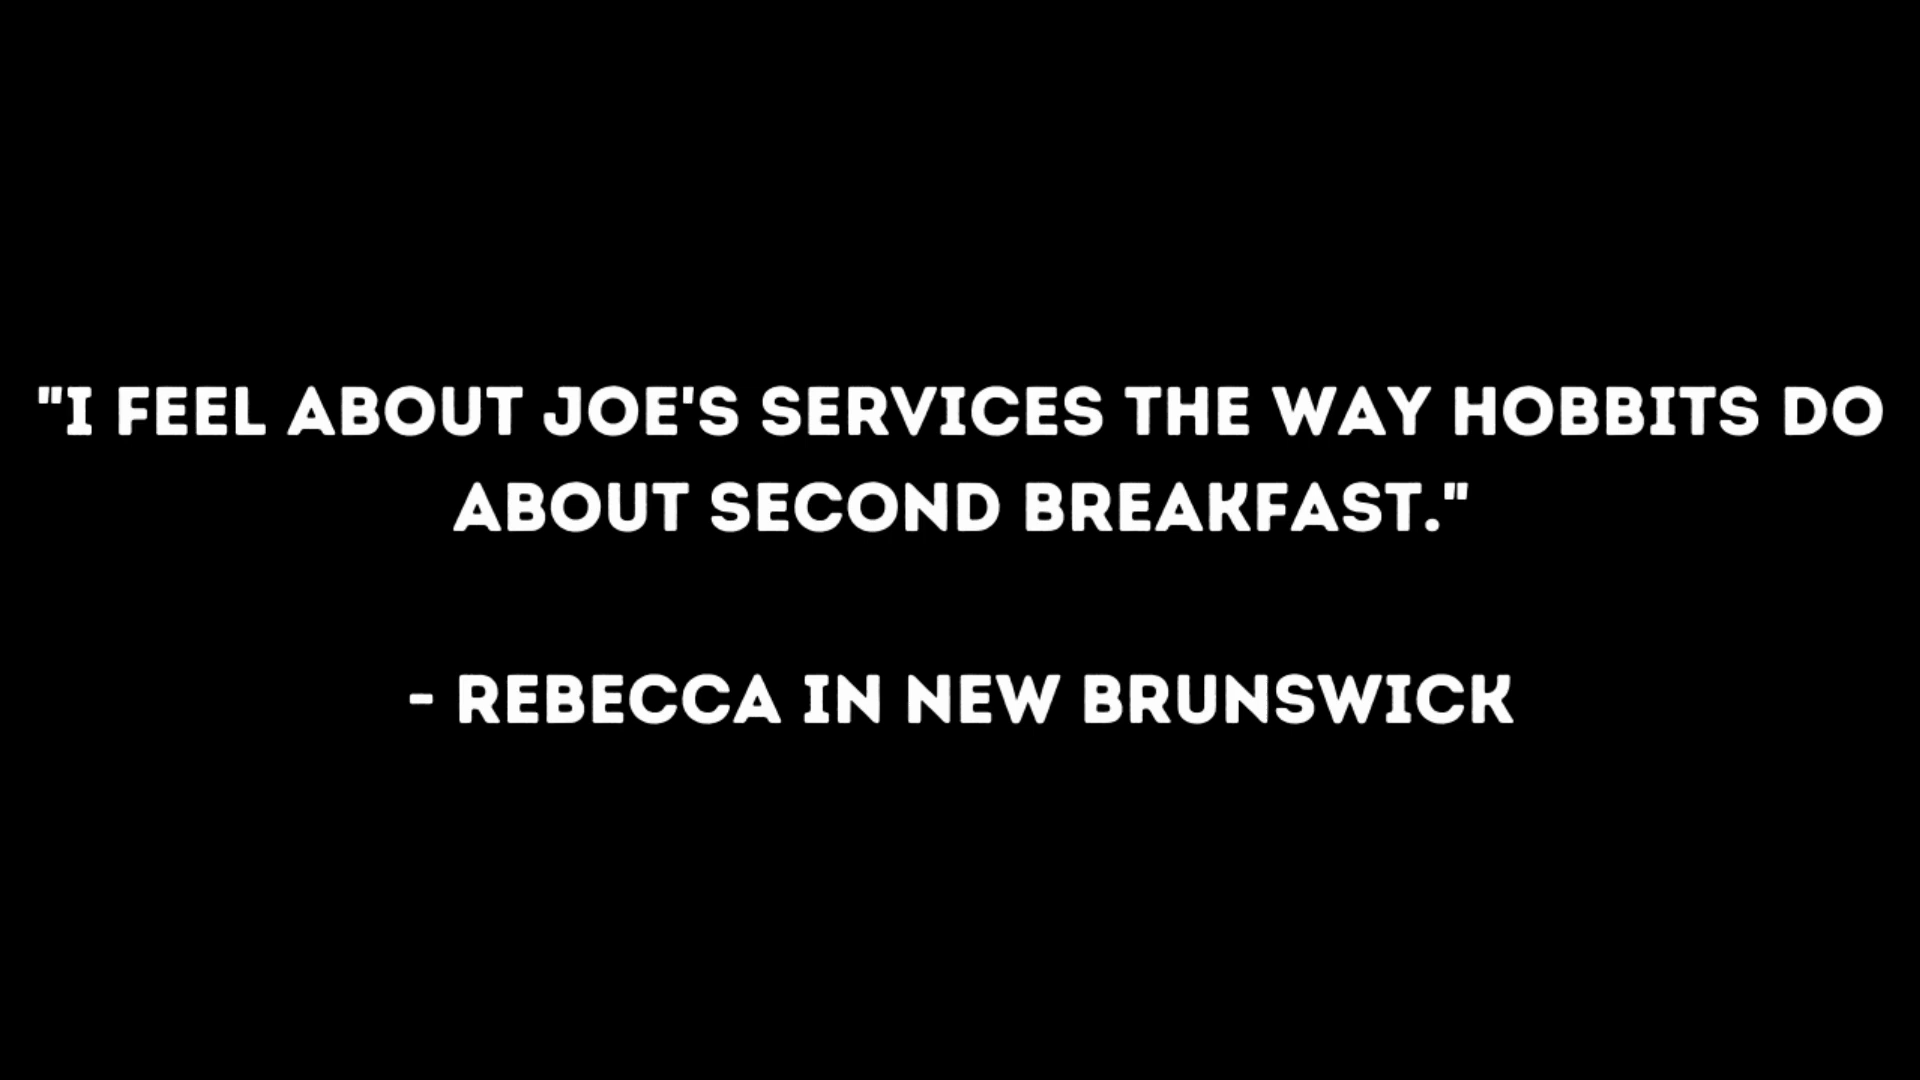 "I FEEL ABOUT JOE'S SERVICES THE WAY HOBBITS DO
ABOUT SECOND BREAKFAST."
- REBECCA IN NEW BRUNSWICK